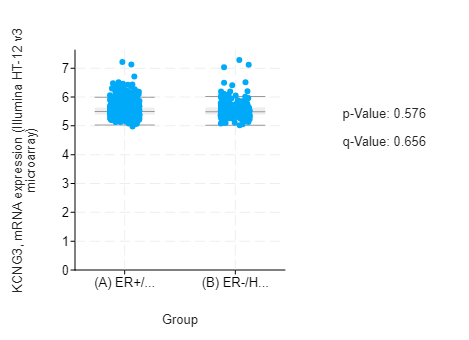 KCNG3, mRNA expression (Illumina HT-12 v3
microarray)
7
6
5
4
3
2
1
0
(A) ER+/...
(B) ER-/H...
Group
p-Value: 0.576
q-Value: 0.656